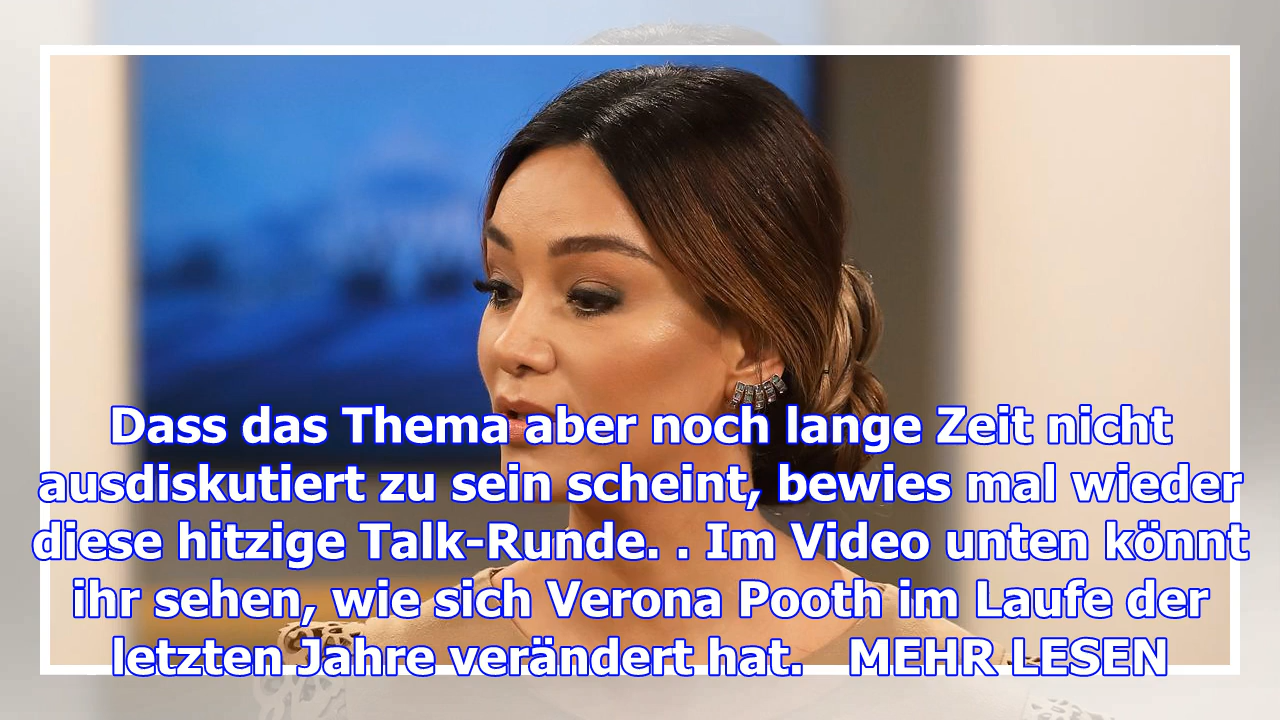 Dass das Thema aber noch lange Zeit nicht
ausdiskutiert zu sein scheint, bewies mal wieder
diese hitzige Talk-Runde. . Im Video unten könnt
ihr sehen, wie sich Verona Pooth im Laufe der
letzten Jahre verändert hat.   MEHR LESEN